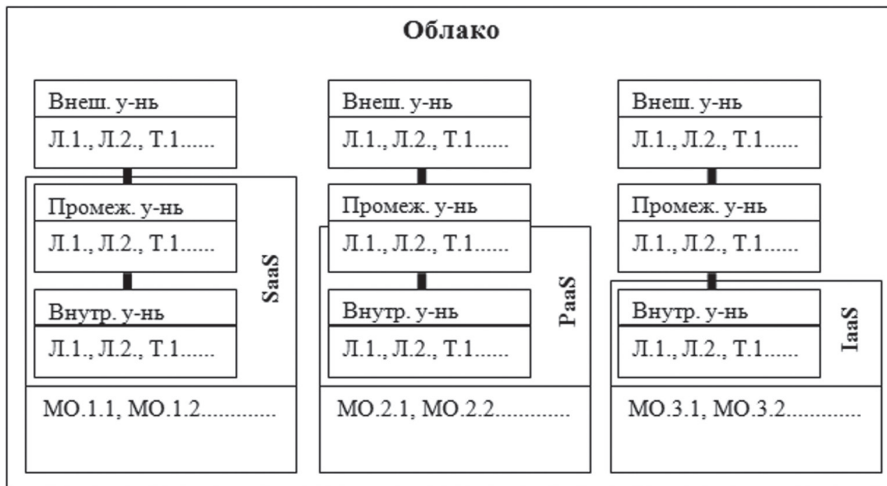 Облако
Внеш. у-нь
Л.1., Л.2., Т.1......
Промеж. у-нь
Л.1., Л.2., Т.1......
Внутр. у-нь
Л.1., Л.2., Т.1......
SaaS
МО.1.1, МО.1.2.............
Внеш. у-нь
Л.1., Л.2., Т.1......
Промеж. у-нь
Л.1., Л.2., Т.1......
Внутр. у-нь
Л.1., Л.2., Т.1......
PaaS
МО.2.1, МО.2.2.............
Внеш. у-нь
Л.1., Л.2., Т.1......
Промеж. у-нь
Л.1., Л.2., Т.1......
Внутр. у-нь
Л.1., Л.2., Т.1......
IaaS
МО.3.1, МО.3.2.............